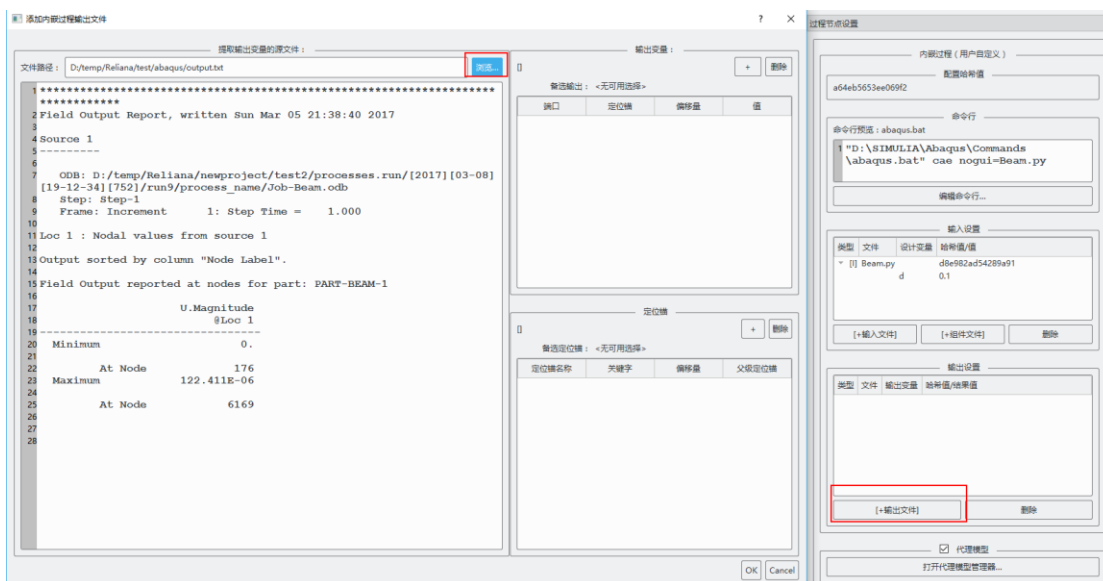 添加内嵌过程输出文件
? ×
提取输出变量的源文件：
文件路径： D:/temp/Reliana/test/abaqus/output.txt 浏览...
1 ********************************************************************
************
2 Field Output Report, written Sun Mar 05 21:38:40 2017
3
4 Source 1
5 ---------
6
7 ODB: D:/temp/Reliana/newproject/test2/processes.run/[2017][03-08]
[19-12-34][752]/run9/process_name/Job-Beam.odb
8 Step: Step-1
9 Frame: Increment 1: Step Time = 1.000
10
11 Loc 1 : Nodal values from source 1
12
13 Output sorted by column "Node Label".
14
15 Field Output reported at nodes for part: PART-BEAM-1
16
17 U.Magnitude
18 @Loc 1
19 ---------------------------------
20 Minimum 0.
21
22 At Node 176
23 Maximum 122.411E-06
24
25 At Node 6169
26
27
28
输出变量：
[] + 删除
备选输出： <无可用选择>
端口 定位锚 偏移量 值
定位锚
[] + 删除
备选定位锚： <无可用选择>
定位锚名称 关键字 偏移量 父级定位锚
OK Cancel
过程节点设置
内嵌过程（用户自定义）
配置哈希值
a64eb5653ee069f2
命令行
命令行预览：abaqus.bat
1 "D:\SIMULIA\Abaqus\Commands
\abaqus.bat" cae nogui=Beam.py
编辑命令行...
输入设置
类型 文件 设计变量 哈希值/值
[I] Beam.py d8e982ad54289a91
d 0.1
[+输入文件] [+组件文件] 删除
输出设置
类型 文件 输出变量 哈希值/结果值
[+输出文件] 删除
代理模型
打开代理模型管理器...